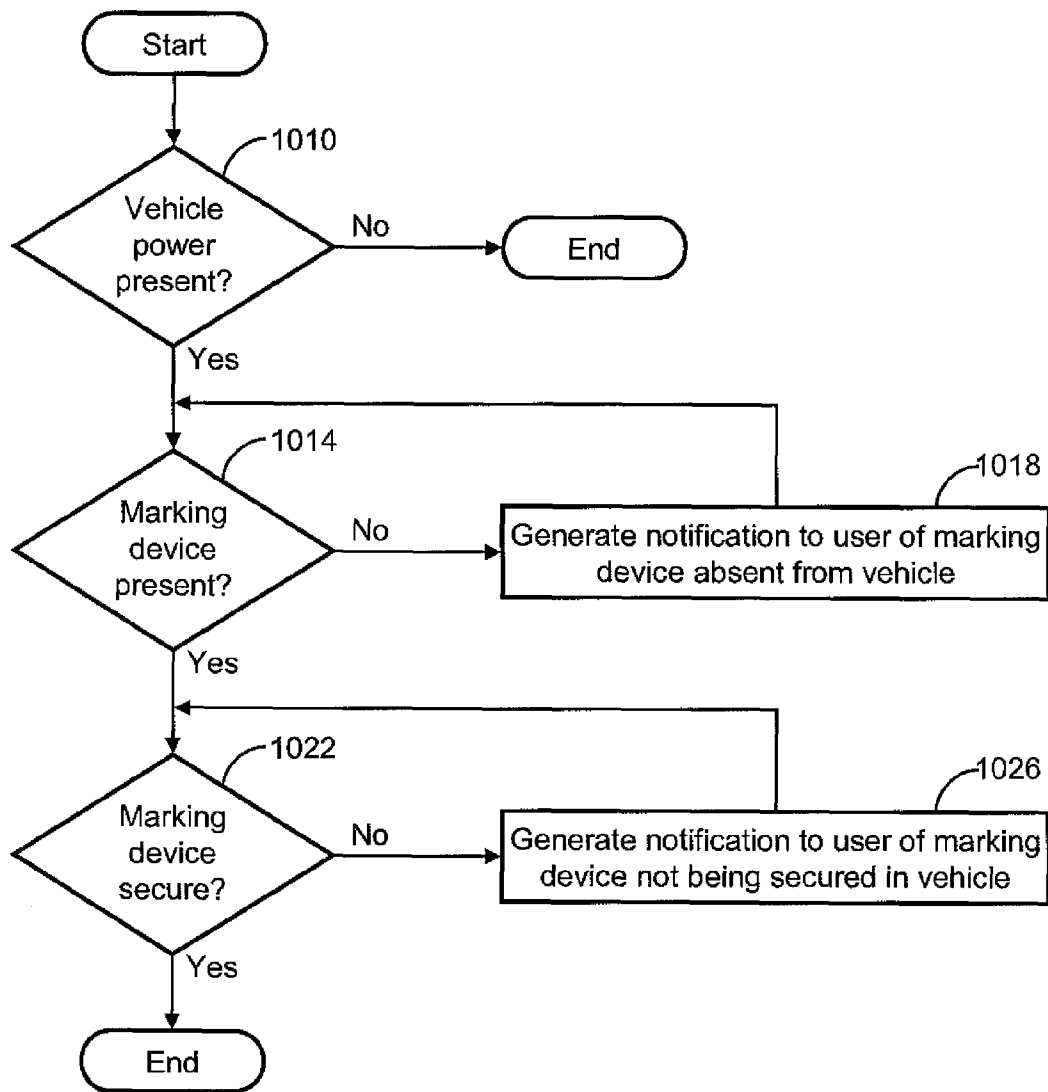 Start
1010
Vehicle
power
present?
No
End
Yes
1014
Marking
device
present?
No
1018
Generate notification to user of marking
device absent from vehicle
Yes
1022
Marking
device
secure?
No
1026
Generate notification to user of marking
device not being secured in vehicle
Yes
End